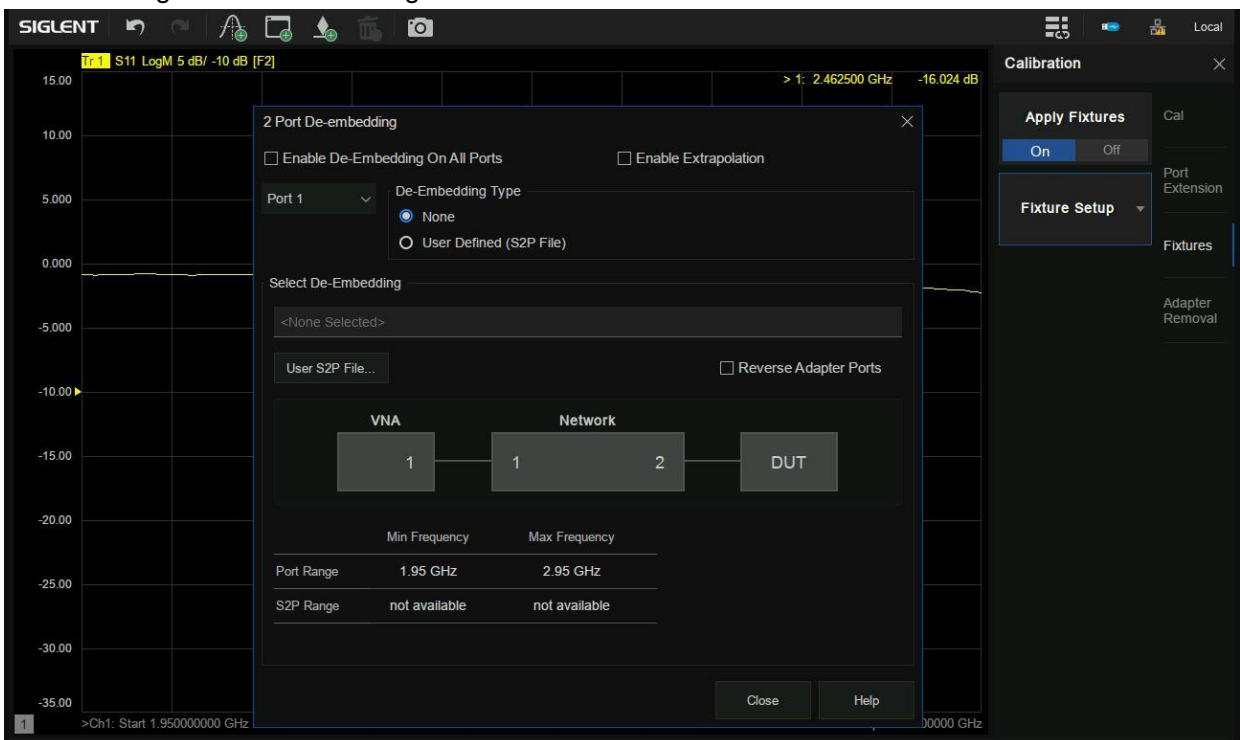 SIGLENT Local
Tr 1 S11 LogM 5 dB/ -10 dB [F2]
> 1: 2.462500 GHz -16.024 dB
15.00
10.00
5.000
0.000
-5.000
-10.00
-15.00
-20.00
-25.00
-30.00
-35.00
1 >Ch1: Start 1.950000000 GHz
00000 GHz
2 Port De-embedding
Enable De-Embedding On All Ports Enable Extrapolation
Port 1
De-Embedding Type
None
User Defined (S2P File)
Select De-Embedding
<None Selected>
User S2P File... Reverse Adapter Ports
VNA Network
1 1 2 DUT
Min Frequency Max Frequency
Port Range 1.95 GHz 2.95 GHz
S2P Range not available not available
Close Help
Calibration
Apply Fixtures
On Off
Fixture Setup
Cal
Port
Extension
Fixtures
Adapter
Removal